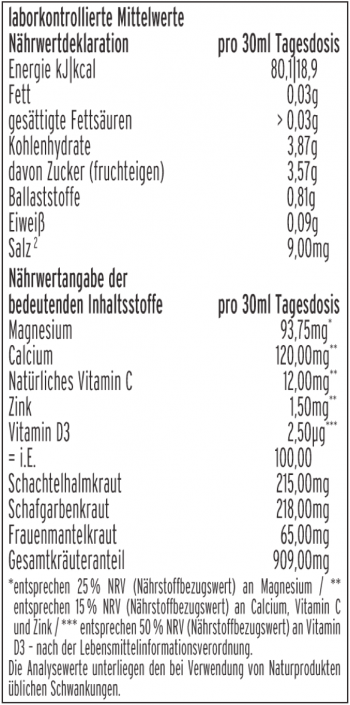 laborkontrollierte Mittelwerte
Nährwertdeklaration pro 30ml Tagesdosis
Energie kJ|kcal 80,1|18,9
Fett 0,03g
gesättigte Fettsäuren > 0,03g
Kohlenhydrate 3,87g
davon Zucker (fruchteigen) 3,57g
Ballaststoffe 0,81g
Eiweiß 0,09g
Salz² 9,00mg
Nährwertangabe der
bedeutenden Inhaltsstoffe pro 30ml Tagesdosis
Magnesium 93,75mg*
Calcium 120,00mg**
Natürliches Vitamin C 12,00mg**
Zink 1,50mg**
Vitamin D3 2,50µg***
= i.E. 100,00
Schachtelhalmkraut 215,00mg
Schafgarbenkraut 218,00mg
Frauenmantelkraut 65,00mg
Gesamtkräuteranteil 909,00mg
*entsprechen 25 % NRV (Nährstoffbezugswert) an Magnesium / **
entsprechen 15 % NRV (Nährstoffbezugswert) an Calcium, Vitamin C
und Zink / *** entsprechen 50 % NRV (Nährstoffbezugswert) an Vitamin
D3 - nach der Lebensmittelinformationsverordnung.
Die Analysewerte unterliegen den bei Verwendung von Naturprodukten
üblichen Schwankungen.